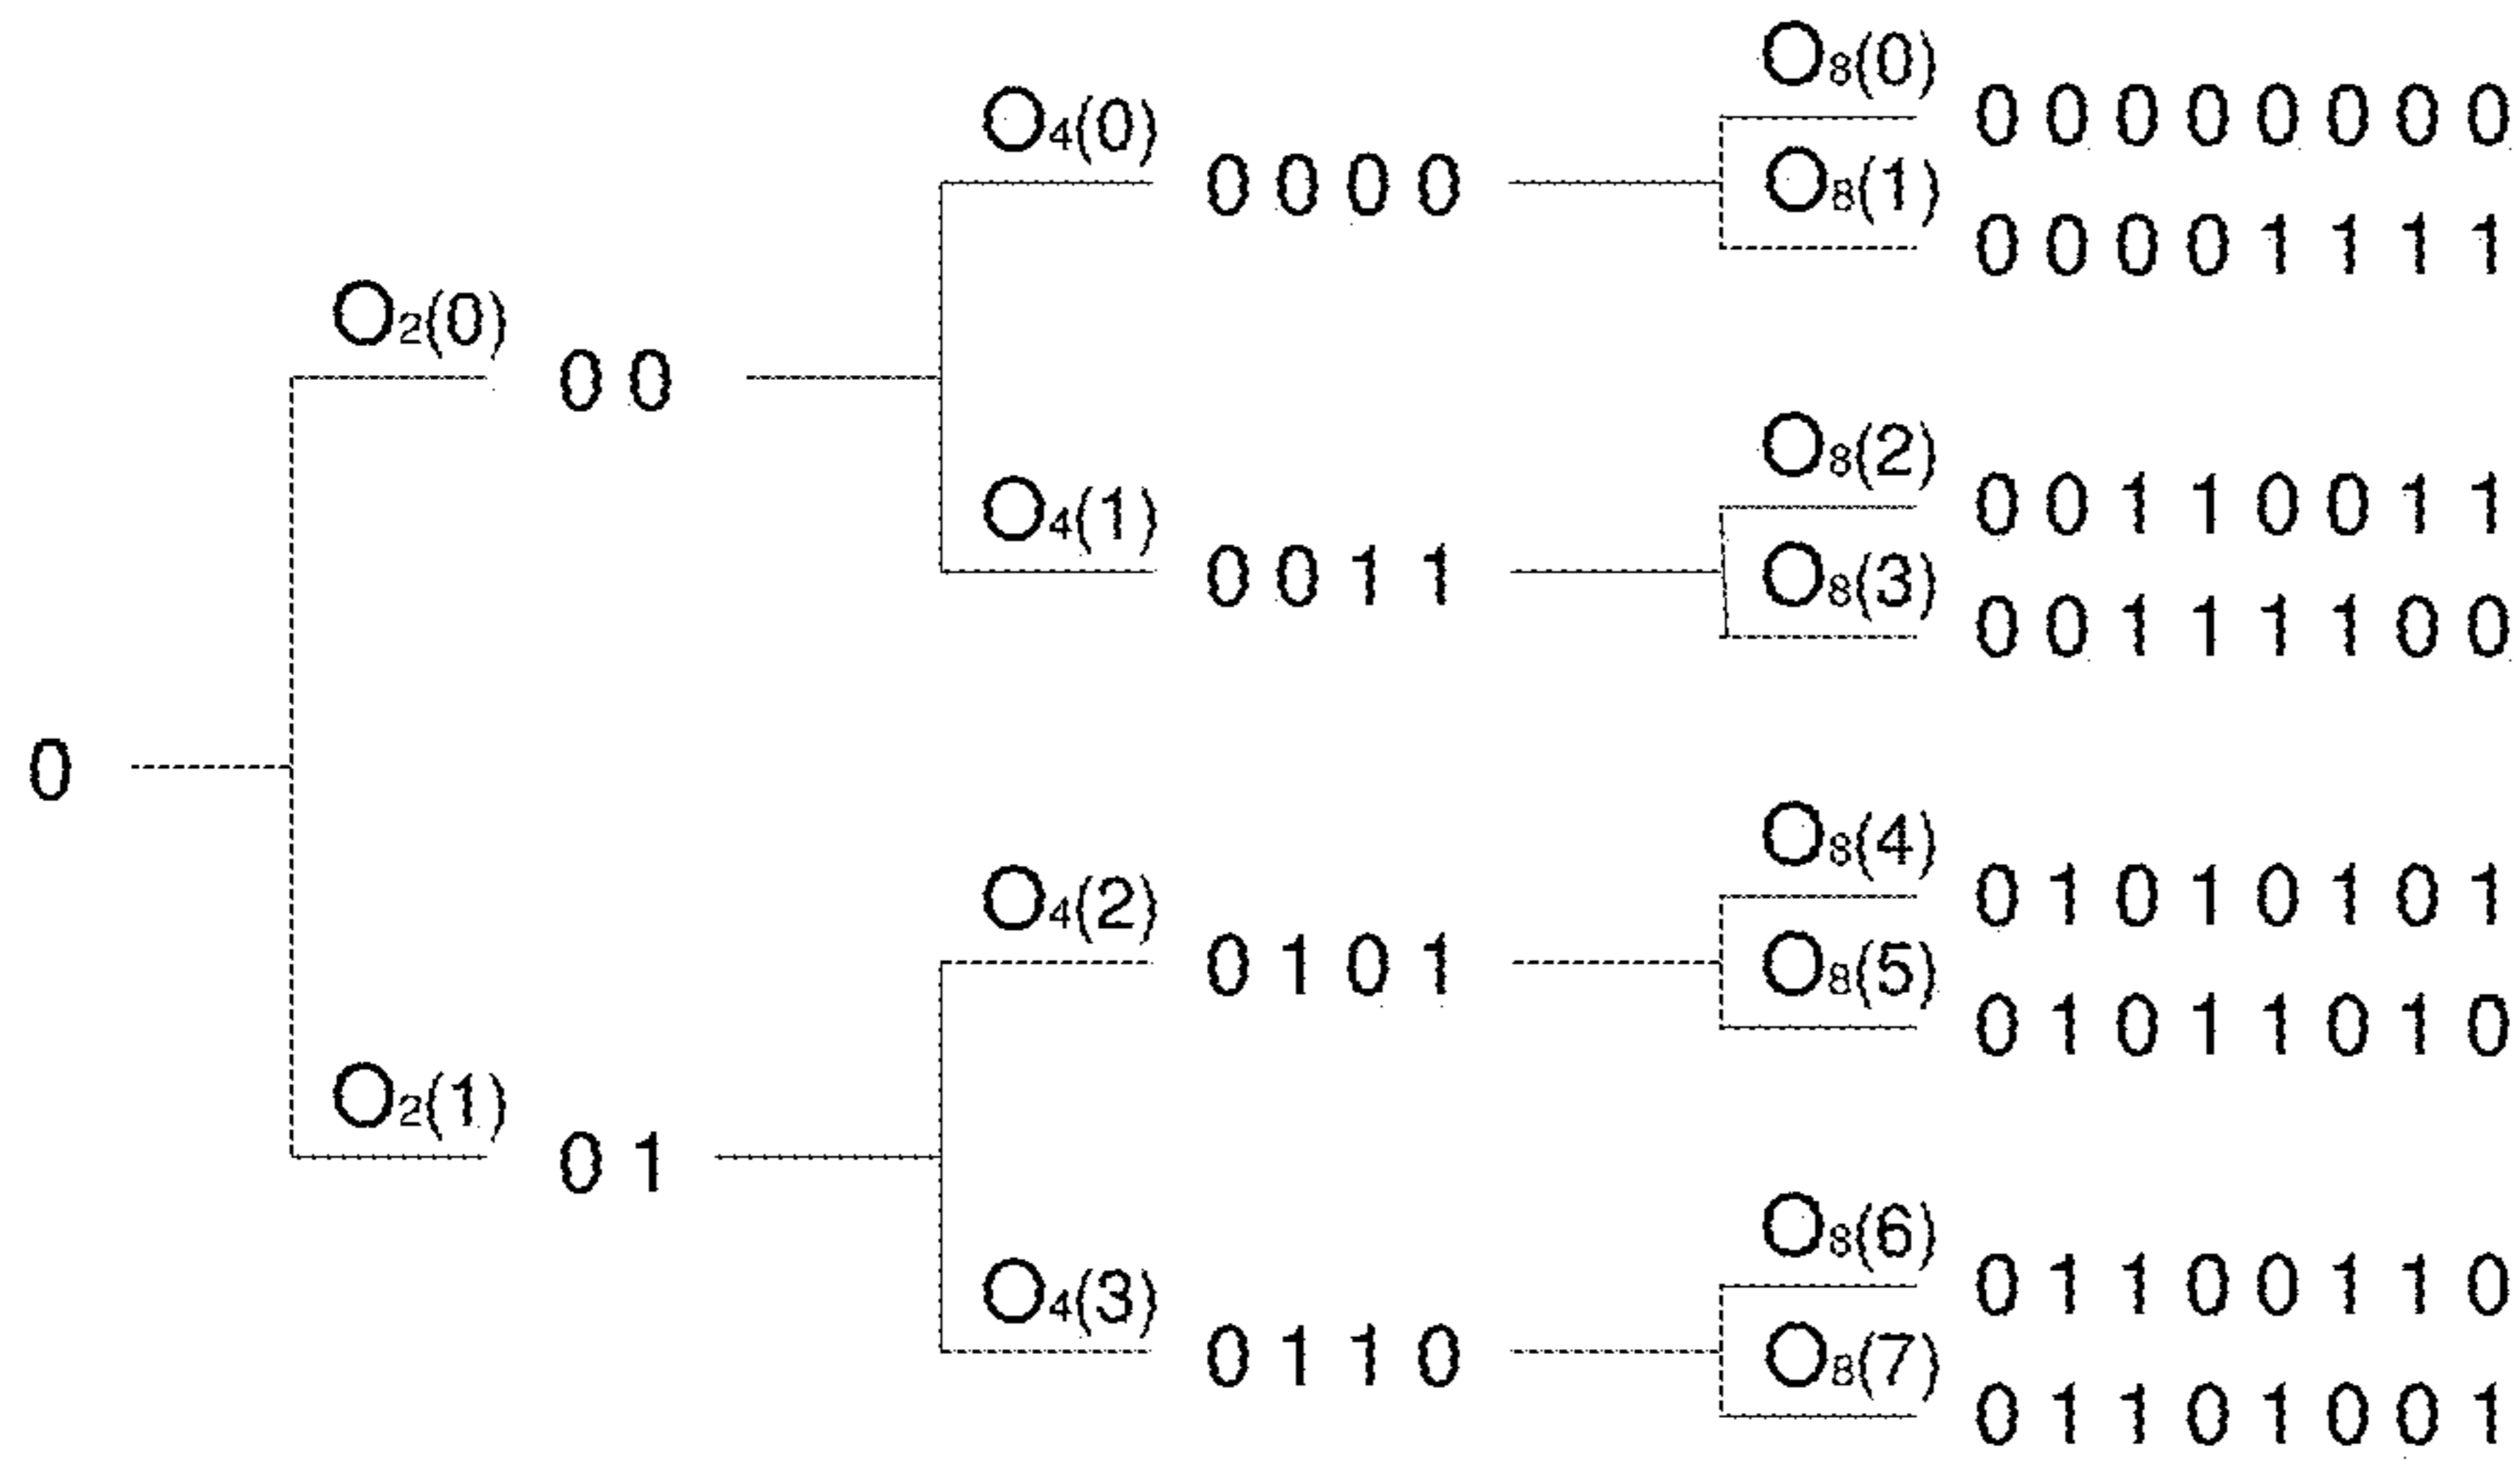 O₈(0)
0 0 0 0 0 0 0 0
O₄(0)
0 0 0 0
O₈(1)
0 0 0 0 1 1 1 1
O₂(0)
0 0
O₈(2)
0 0 1 1 0 0 1 1
O₄(1)
0 0 1 1
O₈(3)
0 0 1 1 1 1 0 0
0
O₈(4)
0 1 0 1 0 1 0 1
O₄(2)
0 1 0 1
O₈(5)
0 1 0 1 1 0 1 0
O₂(1)
0 1
O₈(6)
0 1 1 0 0 1 1 0
O₄(3)
0 1 1 0
O₈(7)
0 1 1 0 1 0 0 1